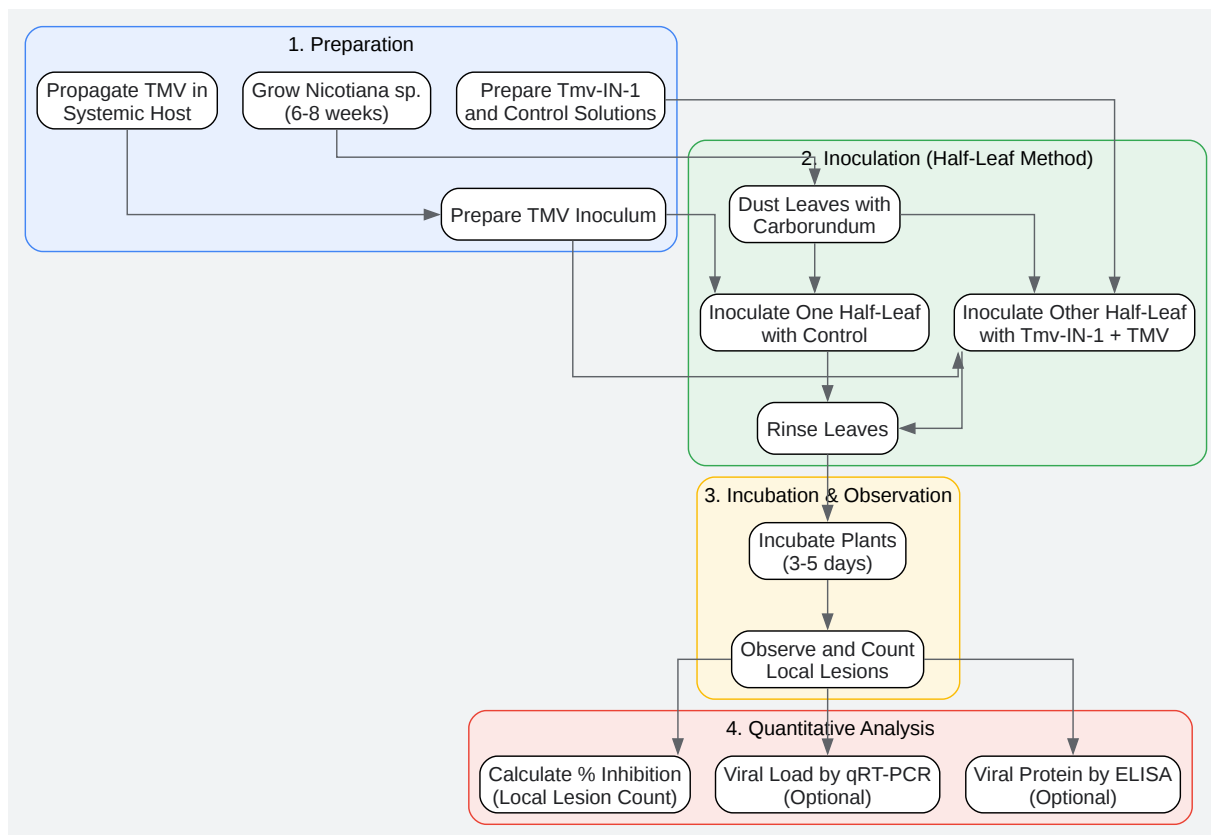 1. Preparation
Propagate TMV in
Systemic Host
Grow Nicotiana sp.
(6-8 weeks)
Prepare Tmv-IN-1
and Control Solutions
Prepare TMV Inoculum
2. Inoculation (Half-Leaf Method)
Dust Leaves with
Carborundum
Inoculate One Half-Leaf
with Control
Inoculate Other Half-Leaf
with Tmv-IN-1 + TMV
Rinse Leaves
3. Incubation & Observation
Incubate Plants
(3-5 days)
Observe and Count
Local Lesions
4. Quantitative Analysis
Calculate % Inhibition
(Local Lesion Count)
Viral Load by qRT-PCR
(Optional)
Viral Protein by ELISA
(Optional)